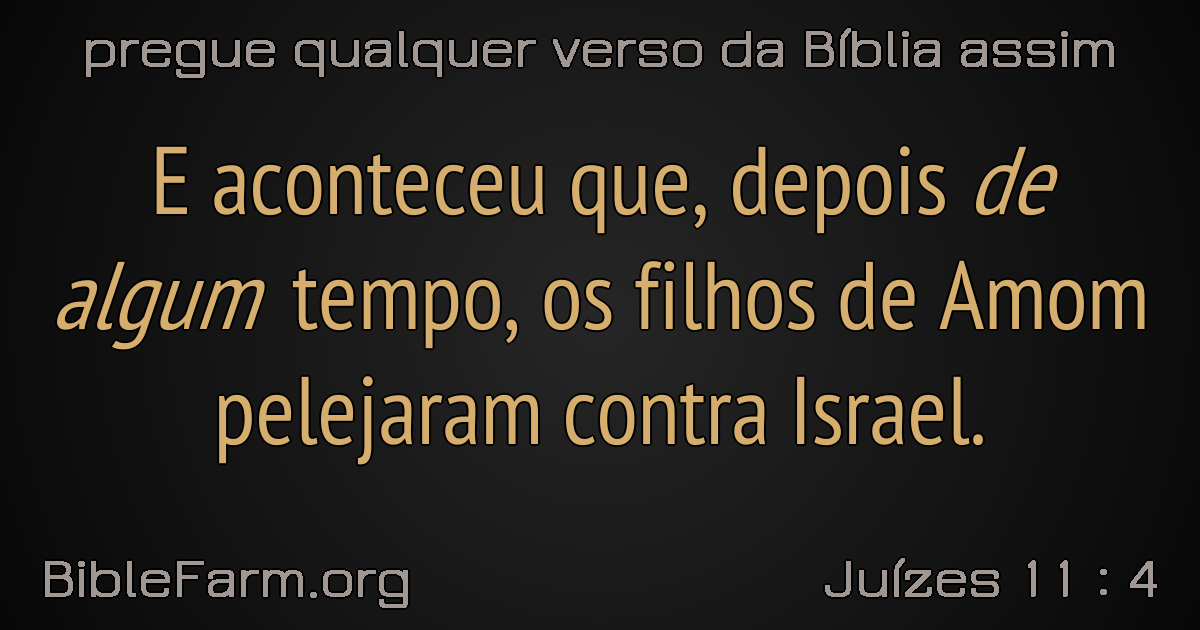 pregue qualquer verso da Bíblia assim
E aconteceu que, depois de
algum tempo, os filhos de Amom
pelejaram contra Israel.
BibleFarm.org
Juízes 11 : 4